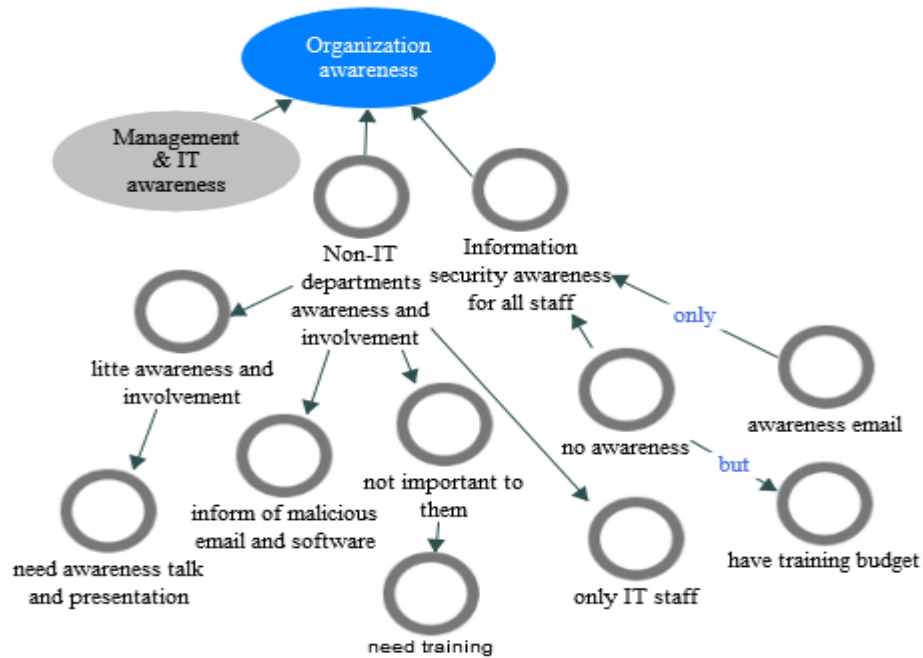 Organization
awareness
Management
& IT
awareness
Non-IT
departments
awareness and
involvement
Information
security awareness
for all staff
only
litte awareness and
involvement
awareness email
no awareness
but
inform of malicious
email and software
not important to
them
have training budget
need awareness talk
and presentation
only IT staff
need training